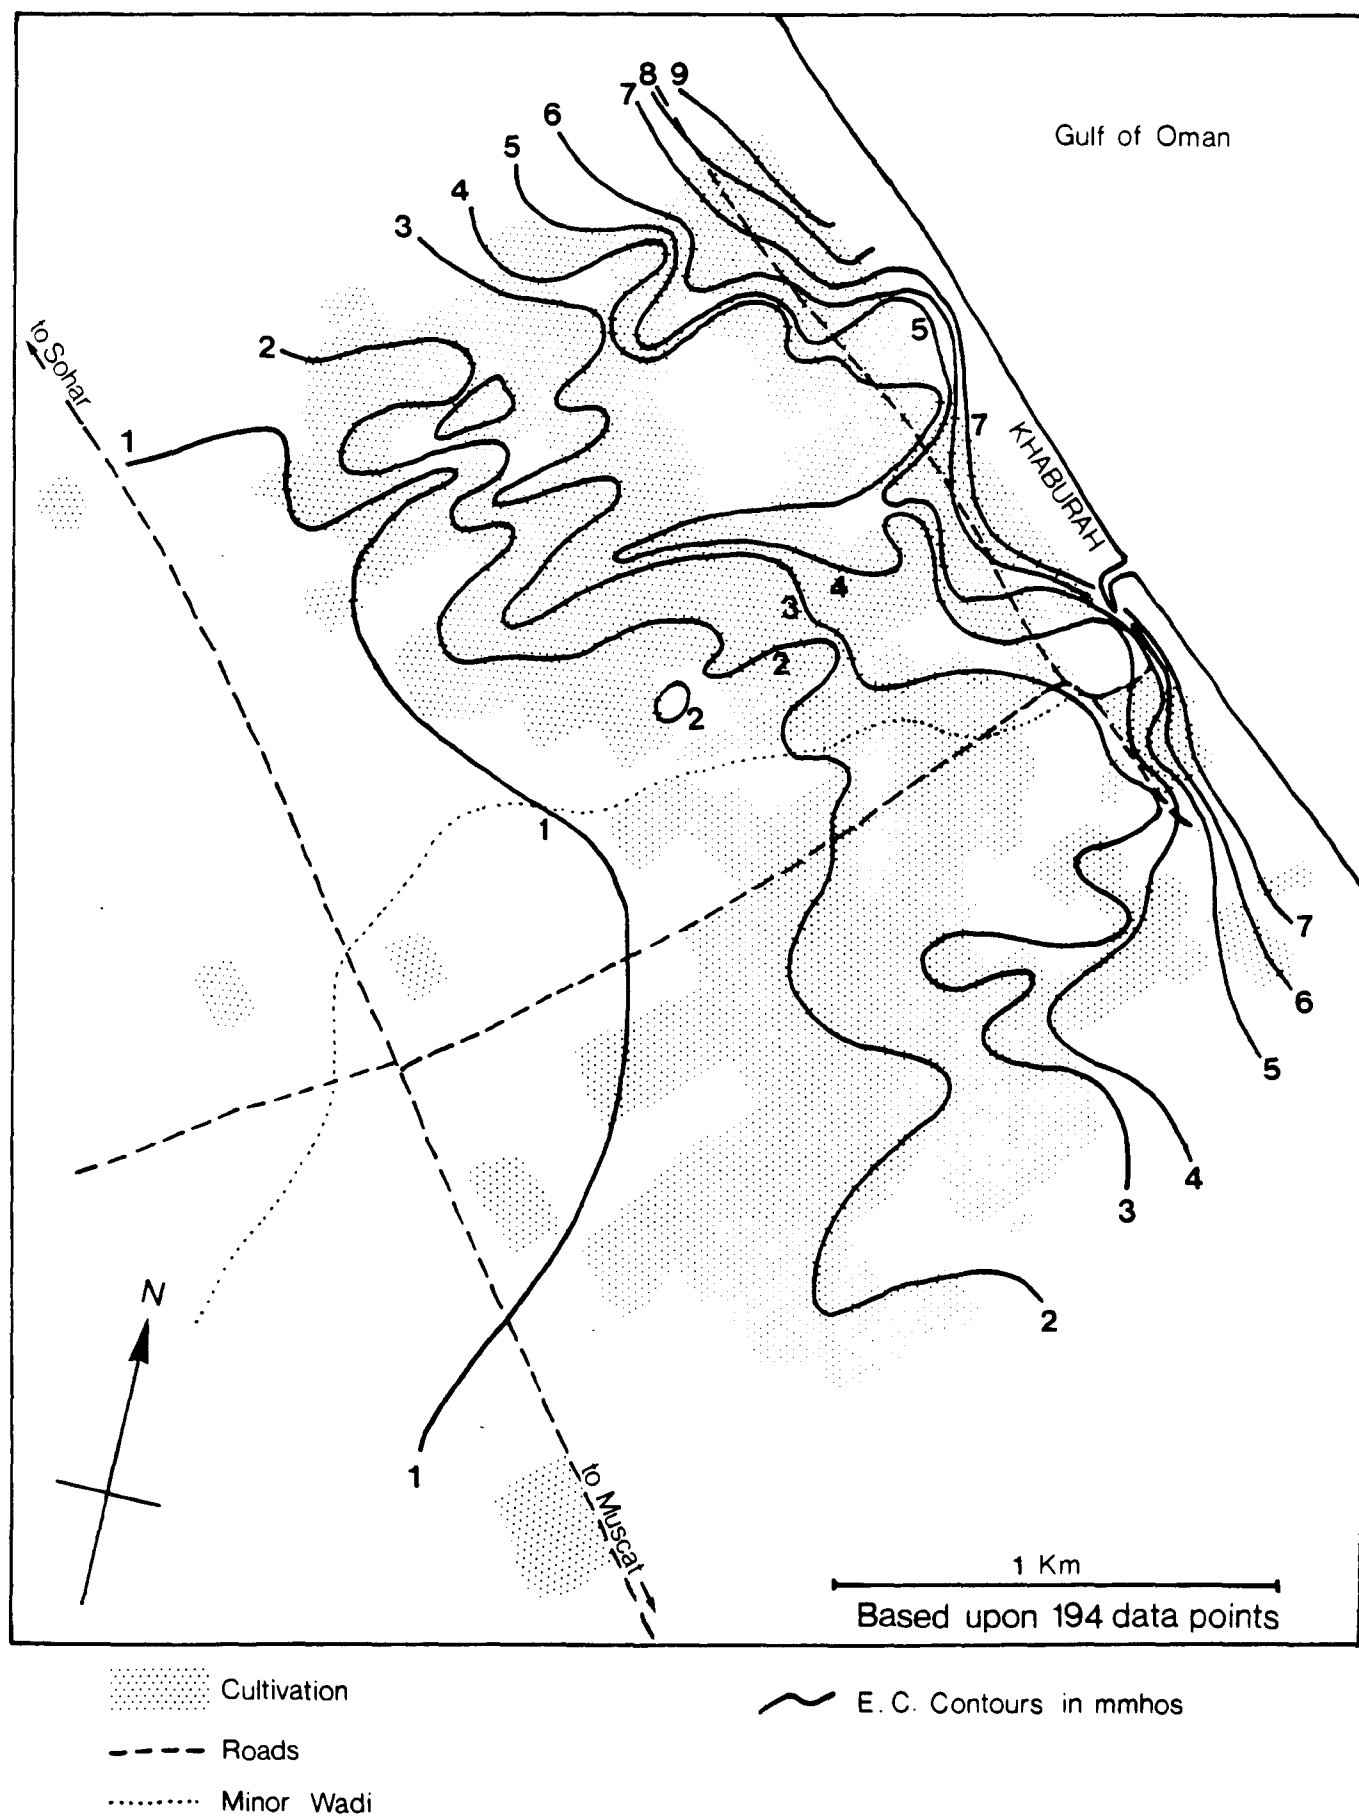 8 9
7
6
5
4
3
2
1
Gulf of Oman
to Sohar
5
7
KHABURAH
4
3
2
2
1
7
6
5
4
3
2
1
N
to Muscat
1 Km
Based upon 194 data points
Cultivation
E. C. Contours in mmhos
Roads
Minor Wadi